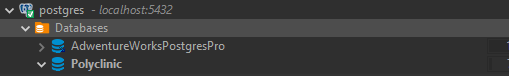 postgres - localhost:5432
Databases
AdventureWorksPostgresPro
Polyclinic